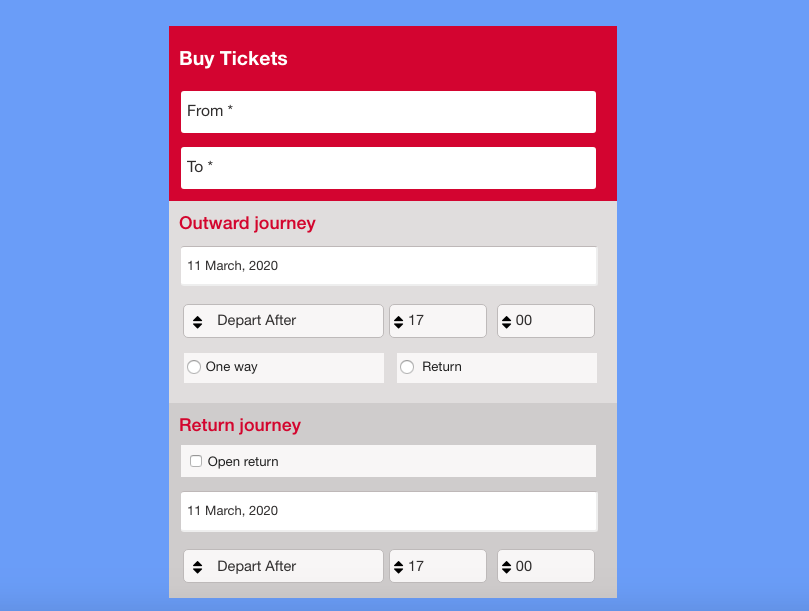 Buy Tickets
From *
To *
Outward journey
11 March, 2020
Depart After 17 00
One way Return
Return journey
Open return
11 March, 2020
Depart After 17 00